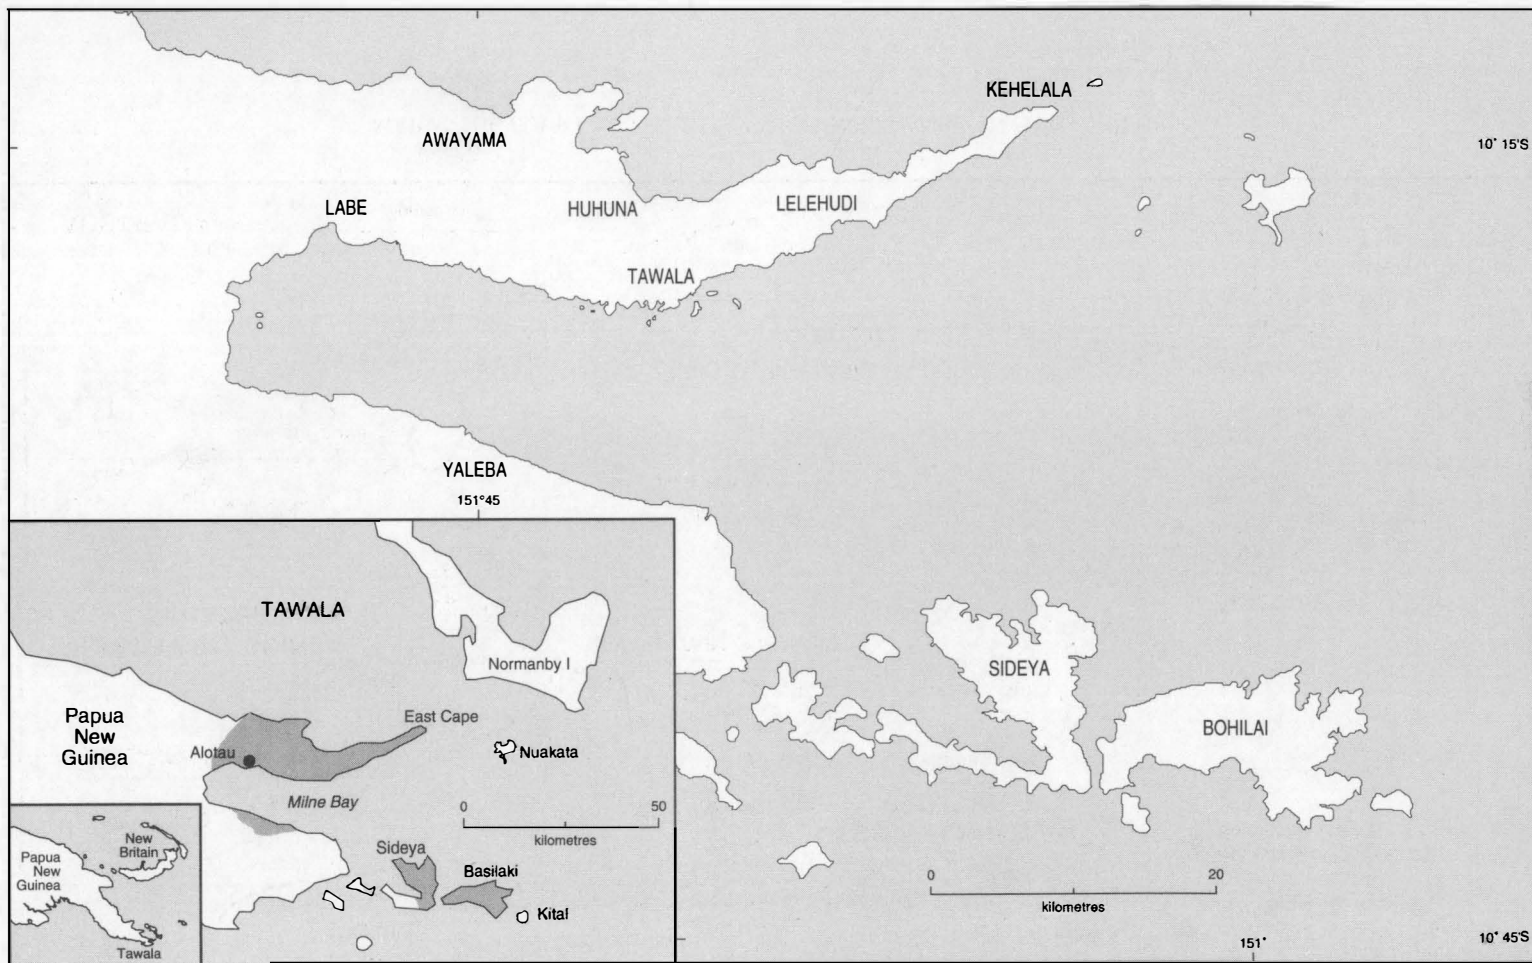 KEHELALA
AWAYAMA
10° 15'S
LABE
HUHUNA
LELEHUDI
TAWALA
YALEBA
151°45
SIDEYA
BOHILAI
0
20
kilometres
151°
10° 45'S
TAWALA
Normanby I
Papua
New
Guinea
East Cape
Alotau
Nuakata
Milne Bay
0
50
kilometres
Sideya
Basilaki
Kitai
New
Britain
Papua
New
Guinea
Tawala